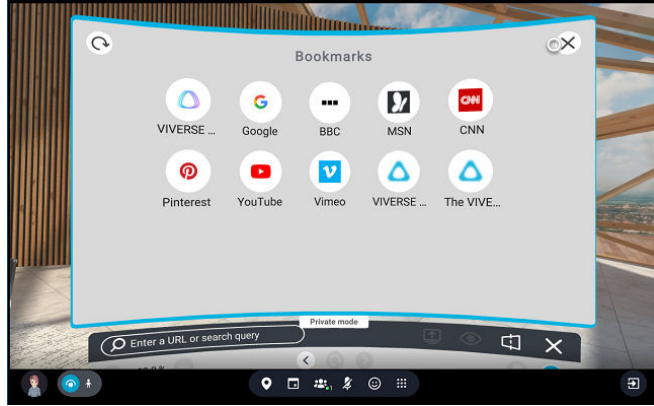 Bookmarks
VIVERSE ...
Google
BBC
MSN
CNN
Pinterest
YouTube
Vimeo
VIVERSE ...
The VIVE...
Private mode
Enter a URL or search query
1